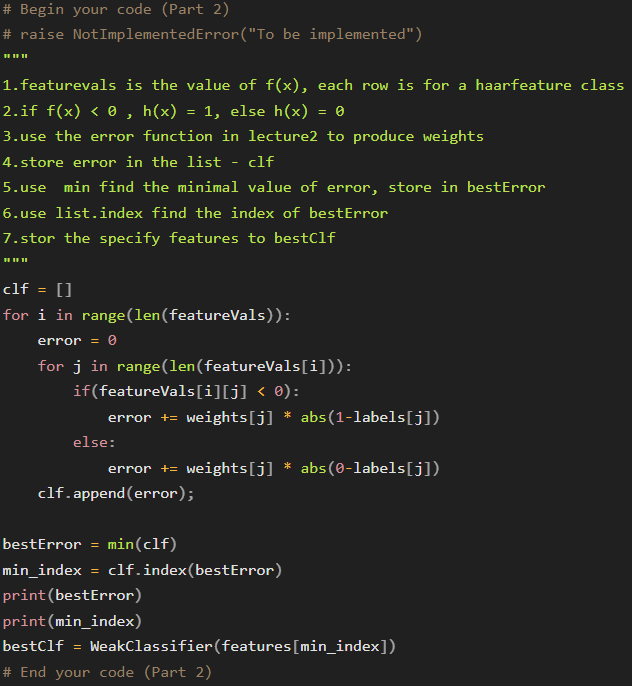 # Begin your code (Part 2)
# raise NotImplementedError("To be implemented")
"""
1.featurevals is the value of f(x), each row is for a haarfeature class
2.if f(x) < 0 , h(x) = 1, else h(x) = 0
3.use the error function in lecture2 to produce weights
4.store error in the list - clf
5.use  min find the minimal value of error, store in bestError
6.use list.index find the index of bestError
7.stor the specify features to bestClf
"""
clf = []
for i in range(len(featureVals)):
    error = 0
    for j in range(len(featureVals[i])):
        if(featureVals[i][j] < 0):
            error += weights[j] * abs(1-labels[j])
        else:
            error += weights[j] * abs(0-labels[j])
    clf.append(error);
bestError = min(clf)
min_index = clf.index(bestError)
print(bestError)
print(min_index)
bestClf = WeakClassifier(features[min_index])
# End your code (Part 2)